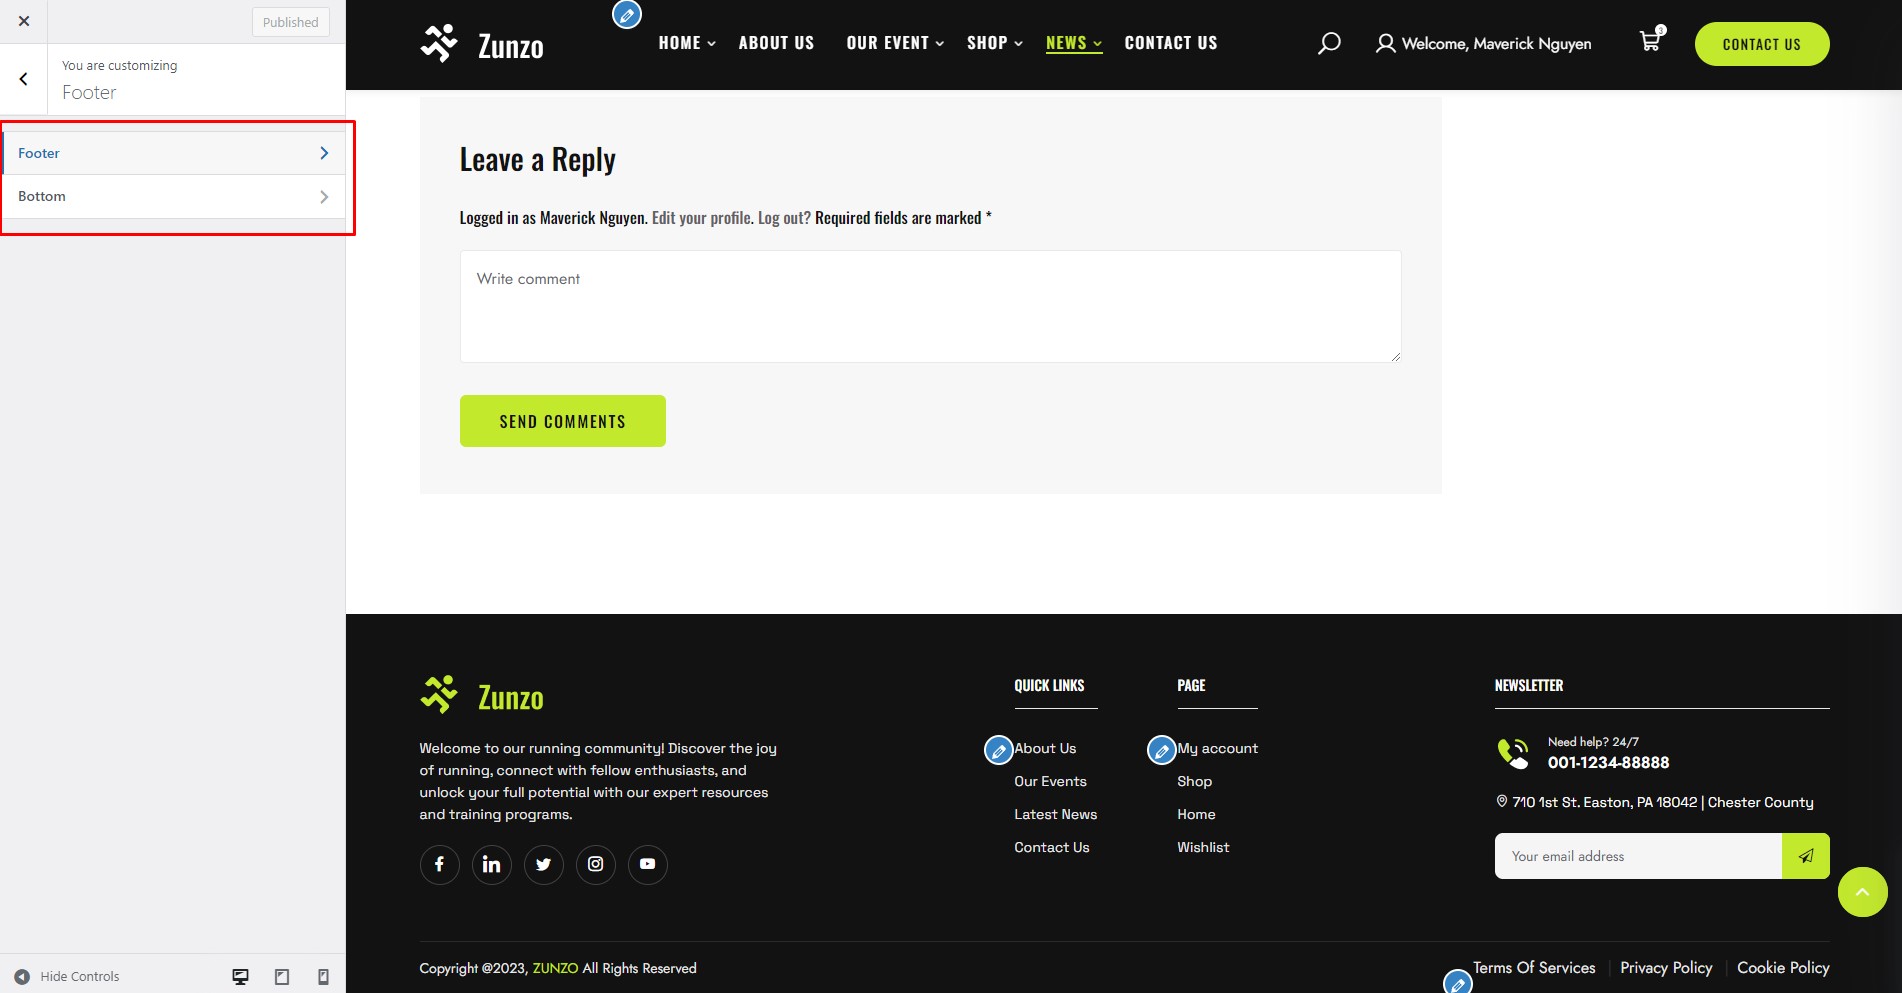 Published
You are customizing
Footer
Footer
Bottom
Hide Controls
Zunzo
HOME ABOUT US OUR EVENT SHOP NEWS CONTACT US
Welcome, Maverick Nguyen
3
CONTACT US
Leave a Reply
Logged in as Maverick Nguyen. Edit your profile. Log out? Required fields are marked *
Write comment
SEND COMMENTS
Zunzo
Welcome to our running community! Discover the joy
of running, connect with fellow enthusiasts, and
unlock your full potential with our expert resources
and training programs.
QUICK LINKS
About Us
Our Events
Latest News
Contact Us
PAGE
My account
Shop
Home
Wishlist
NEWSLETTER
Need help? 24/7
001-1234-88888
710 1st St. Easton, PA 18042 | Chester County
Your email address
Copyright @2023, ZUNZO All Rights Reserved
Terms Of Services Privacy Policy Cookie Policy